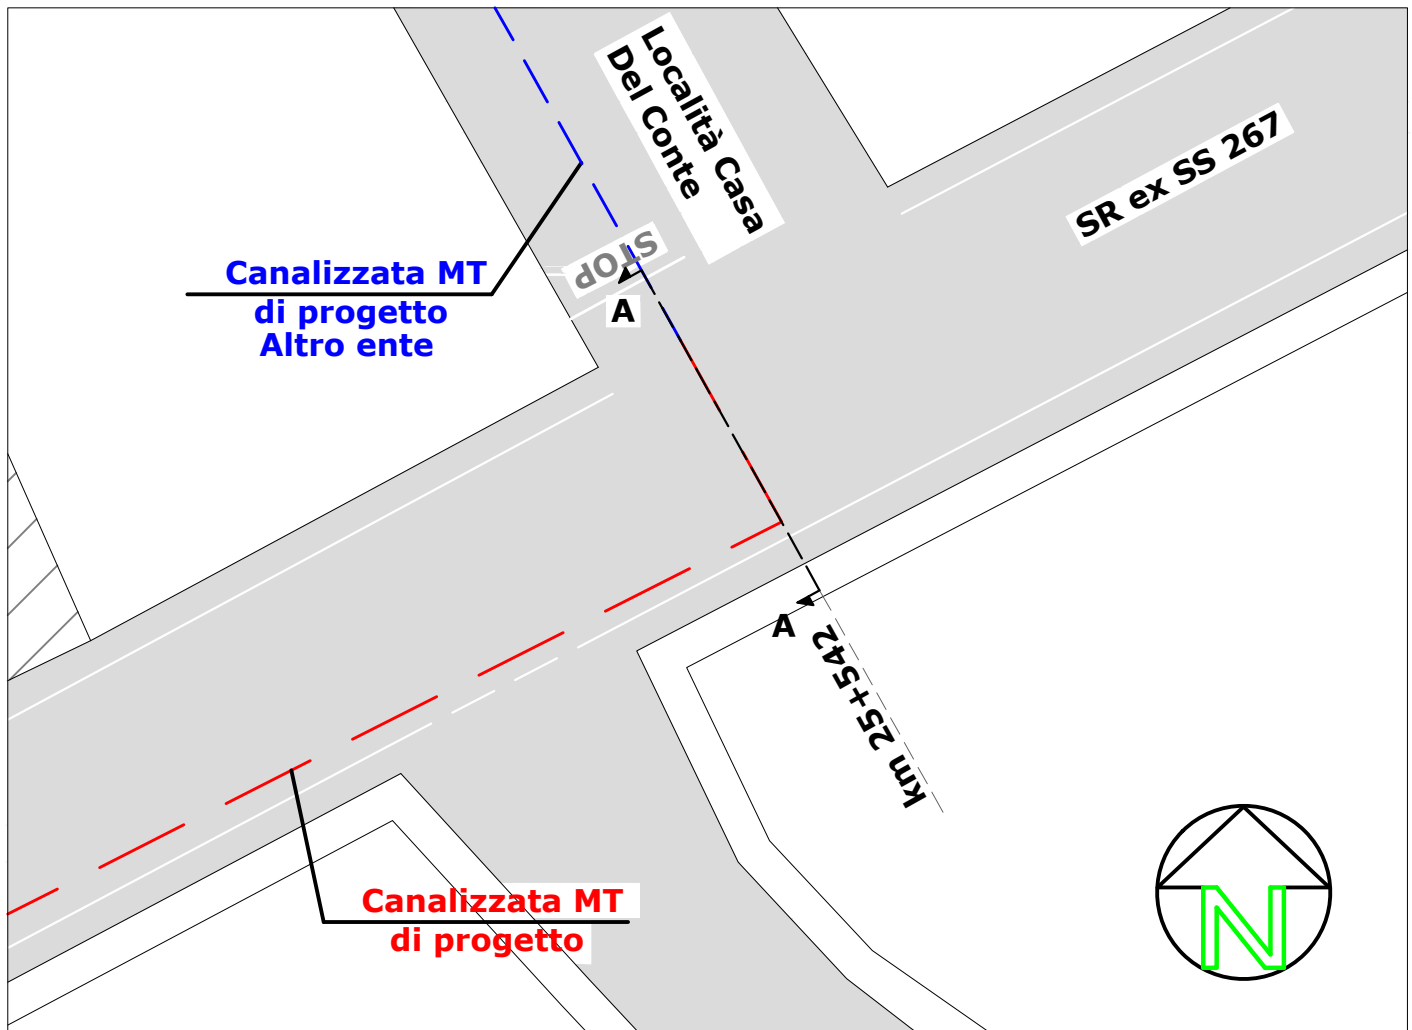 Località Casa
Del Conte
SR ex SS 267
STOP
Canalizzata MT
di progetto
Altro ente
A
A
km 25+542
Canalizzata MT
di progetto
N